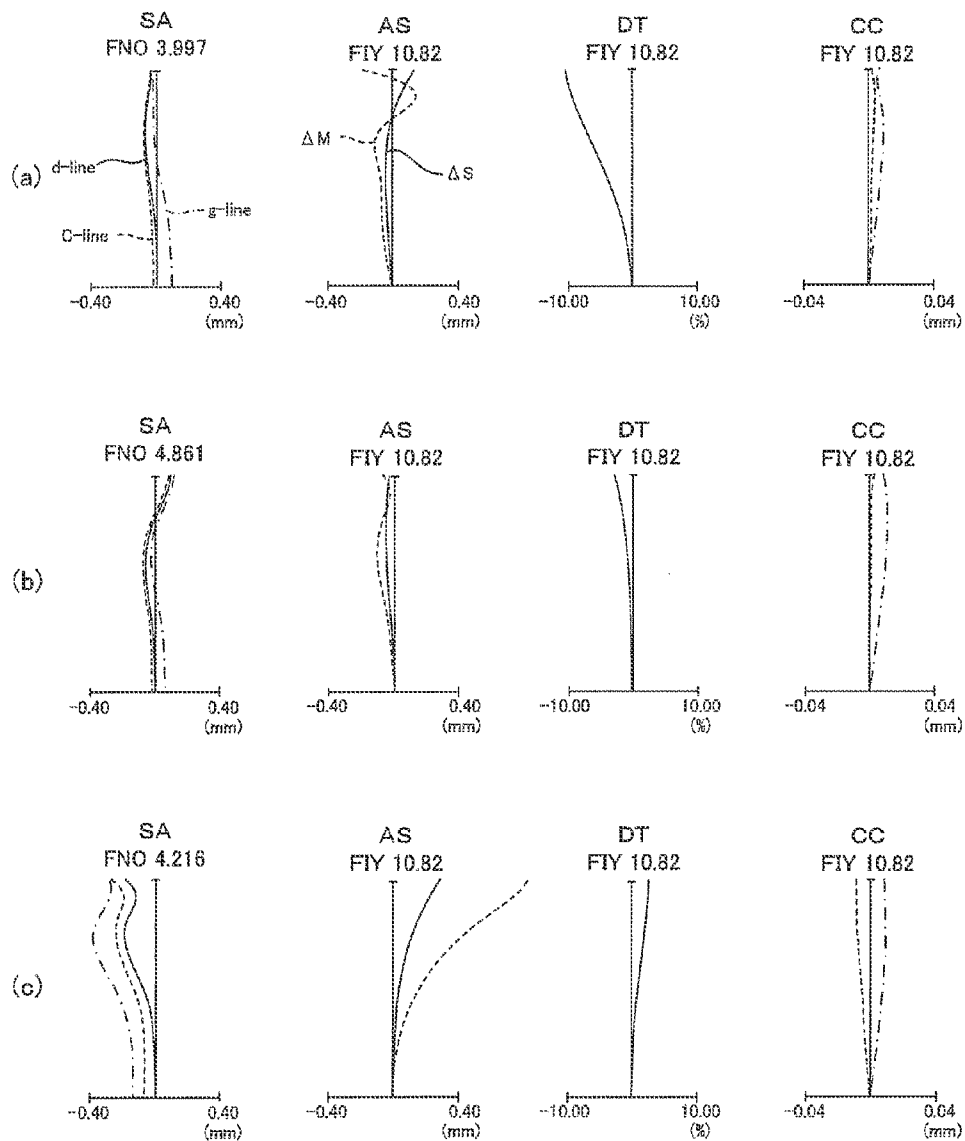 SA AS DT CC
FNO 3.997 FIY 10.82 FIY 10.82 FIY 10.82
(a)
d-line
C-line
g-line
ΔM
ΔS
-0.40 0.40 -0.40 0.40 -10.00 10.00 -0.04 0.04
(mm) (mm) (%) (mm)
SA AS DT CC
FNO 4.861 FIY 10.82 FIY 10.82 FIY 10.82
(b)
-0.40 0.40 -0.40 0.40 -10.00 10.00 -0.04 0.04
(mm) (mm) (%) (mm)
SA AS DT CC
FNO 4.216 FIY 10.82 FIY 10.82 FIY 10.82
(c)
-0.40 0.40 -0.40 0.40 -10.00 10.00 -0.04 0.04
(mm) (mm) (%) (mm)